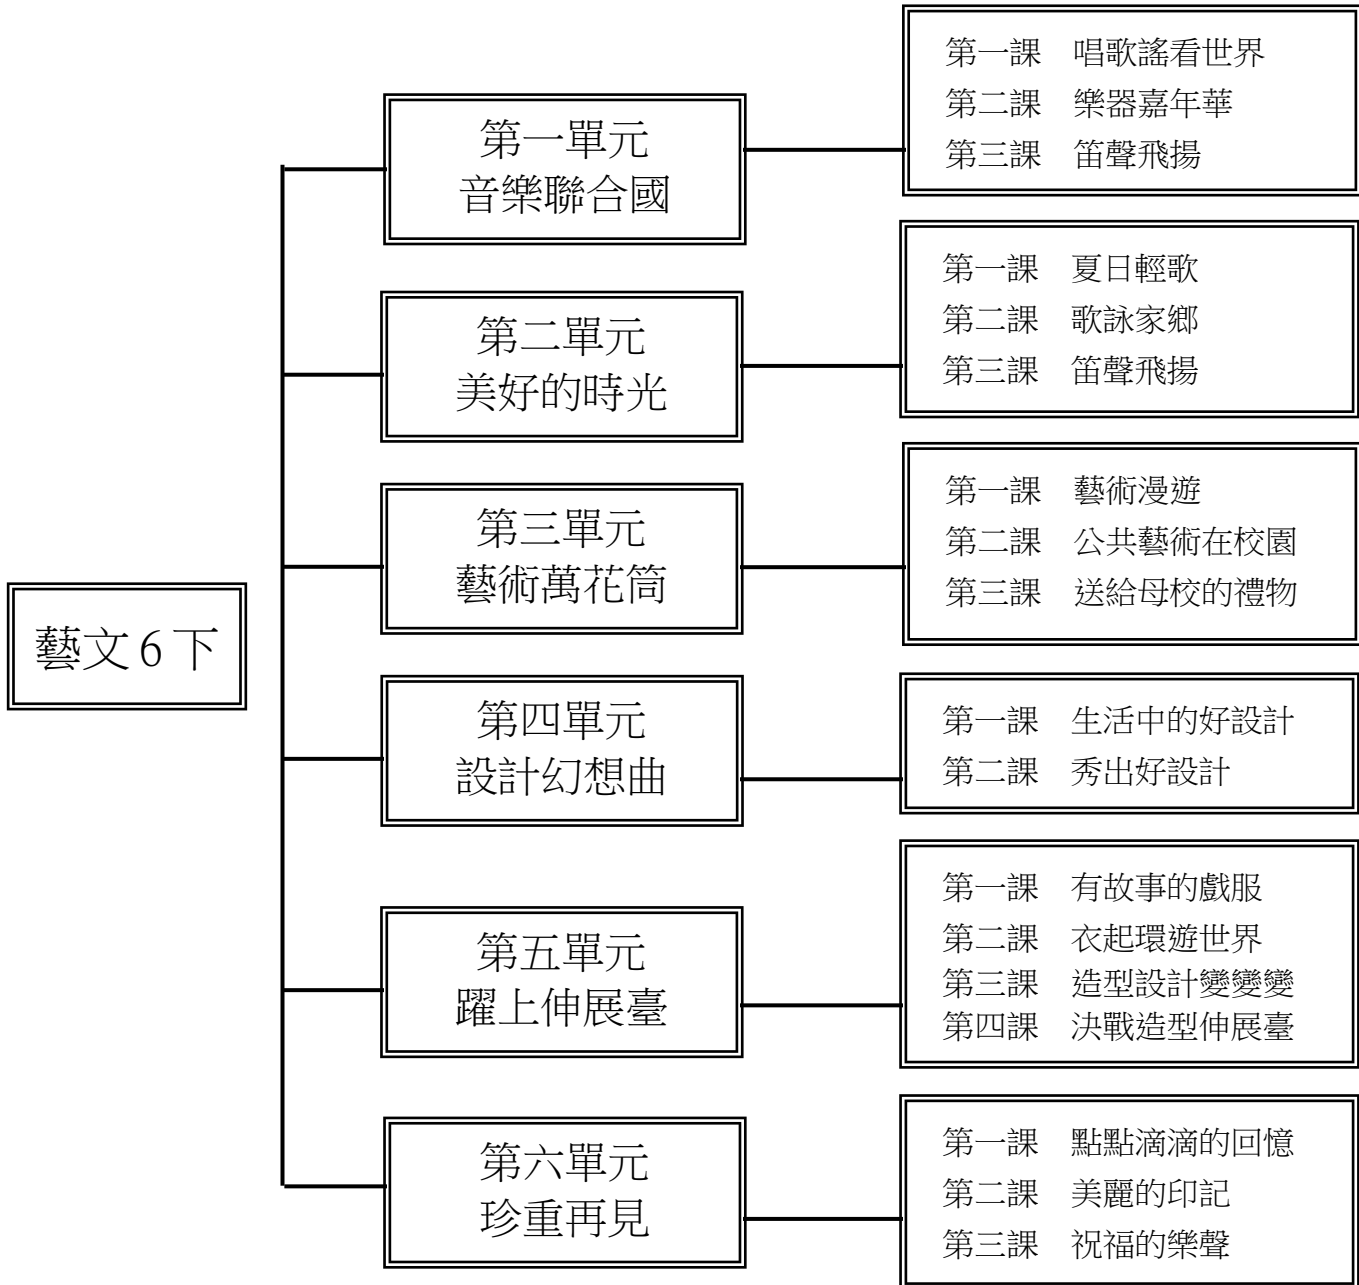 藝文6下
第一單元
音樂聯合國
第一課　唱歌謠看世界
第二課　樂器嘉年華
第三課　笛聲飛揚
第二單元
美好的時光
第一課　夏日輕歌
第二課　歌詠家鄉
第三課　笛聲飛揚
第三單元
藝術萬花筒
第一課　藝術漫遊
第二課　公共藝術在校園
第三課　送給母校的禮物
第四單元
設計幻想曲
第一課　生活中的好設計
第二課　秀出好設計
第五單元
躍上伸展臺
第一課　有故事的戲服
第二課　衣起環遊世界
第三課　造型設計變變變
第四課　決戰造型伸展臺
第六單元
珍重再見
第一課　點點滴滴的回憶
第二課　美麗的印記
第三課　祝福的樂聲